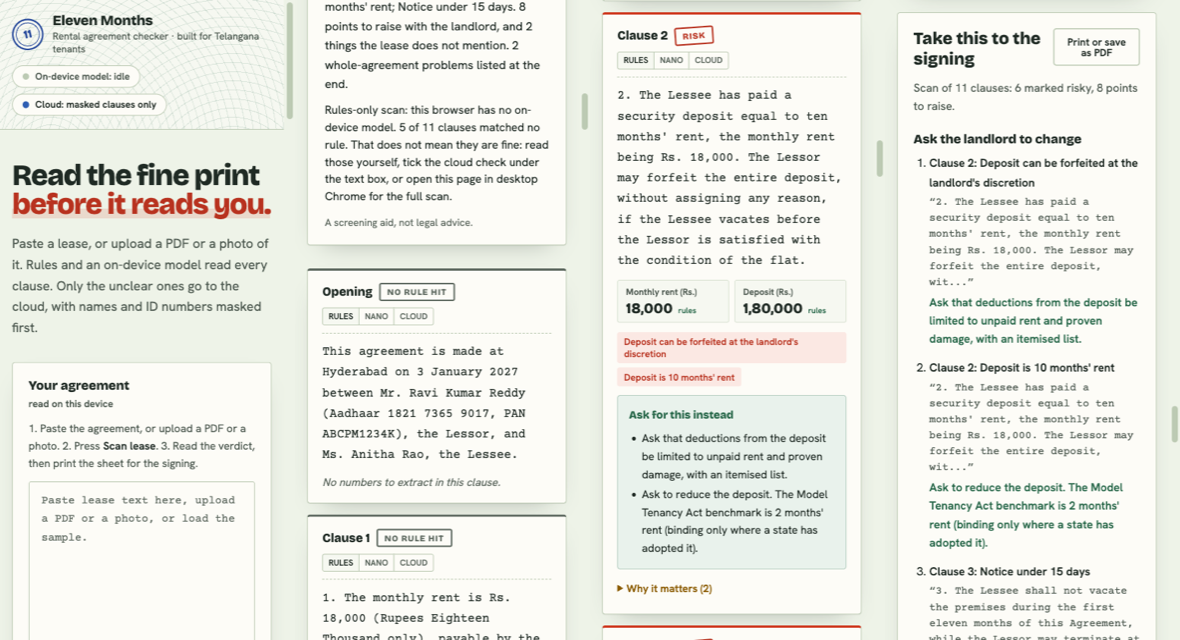 11
Eleven Months
Rental agreement checker · built for Telangana
tenants
On-device model: idle
Cloud: masked clauses only
Read the fine print
before it reads you.
Paste a lease, or upload a PDF or a photo of
it. Rules and an on-device model read every
clause. Only the unclear ones go to the
cloud, with names and ID numbers masked
first.
Your agreement
read on this device
1. Paste the agreement, or upload a PDF or a
photo. 2. Press Scan lease. 3. Read the verdict,
then print the sheet for the signing.
Paste lease text here, upload
a PDF or a photo, or load the
sample.
months' rent; Notice under 15 days. 8
points to raise with the landlord, and 2
things the lease does not mention. 2
whole-agreement problems listed at the
end.
Rules-only scan: this browser has no on-
device model. 5 of 11 clauses matched no
rule. That does not mean they are fine: read
those yourself, tick the cloud check under
the text box, or open this page in desktop
Chrome for the full scan.
A screening aid, not legal advice.
Opening NO RULE HIT
RULES NANO CLOUD
This agreement is made at
Hyderabad on 3 January 2027
between Mr. Ravi Kumar Reddy
(Aadhaar 1821 7365 9017, PAN
ABCPM1234K), the Lessor, and
Ms. Anitha Rao, the Lessee.
No numbers to extract in this clause.
Clause 1 NO RULE HIT
RULES NANO CLOUD
1. The monthly rent is Rs.
18,000 (Rupees Eighteen
Thousand only), payable by the
Clause 2 RISK
RULES NANO CLOUD
2. The Lessee has paid a
security deposit equal to ten
months' rent, the monthly rent
being Rs. 18,000. The Lessor
may forfeit the entire deposit,
without assigning any reason,
if the Lessee vacates before
the Lessor is satisfied with
the condition of the flat.
Monthly rent (Rs.)
18,000 rules
Deposit (Rs.)
1,80,000 rules
Deposit can be forfeited at the landlord's
discretion
Deposit is 10 months' rent
Ask for this instead
• Ask that deductions from the deposit
be limited to unpaid rent and proven
damage, with an itemised list.
• Ask to reduce the deposit. The Model
Tenancy Act benchmark is 2 months'
rent (binding only where a state has
adopted it).
▶ Why it matters (2)
Take this to the
signing
Print or save
as PDF
Scan of 11 clauses: 6 marked risky, 8 points
to raise.
Ask the landlord to change
1. Clause 2: Deposit can be forfeited at the
landlord's discretion
“2. The Lessee has paid a
security deposit equal to ten
months' rent, the monthly rent
being Rs. 18,000. The Lessor may
forfeit the entire deposit,
wit...”
Ask that deductions from the deposit be
limited to unpaid rent and proven
damage, with an itemised list.
2. Clause 2: Deposit is 10 months' rent
“2. The Lessee has paid a
security deposit equal to ten
months' rent, the monthly rent
being Rs. 18,000. The Lessor may
forfeit the entire deposit,
wit...”
Ask to reduce the deposit. The Model
Tenancy Act benchmark is 2 months'
rent (binding only where a state has
adopted it).
3. Clause 3: Notice under 15 days
“3. The Lessee shall not vacate
the premises during the first
eleven months of this Agreement,
while the Lessor may terminate at